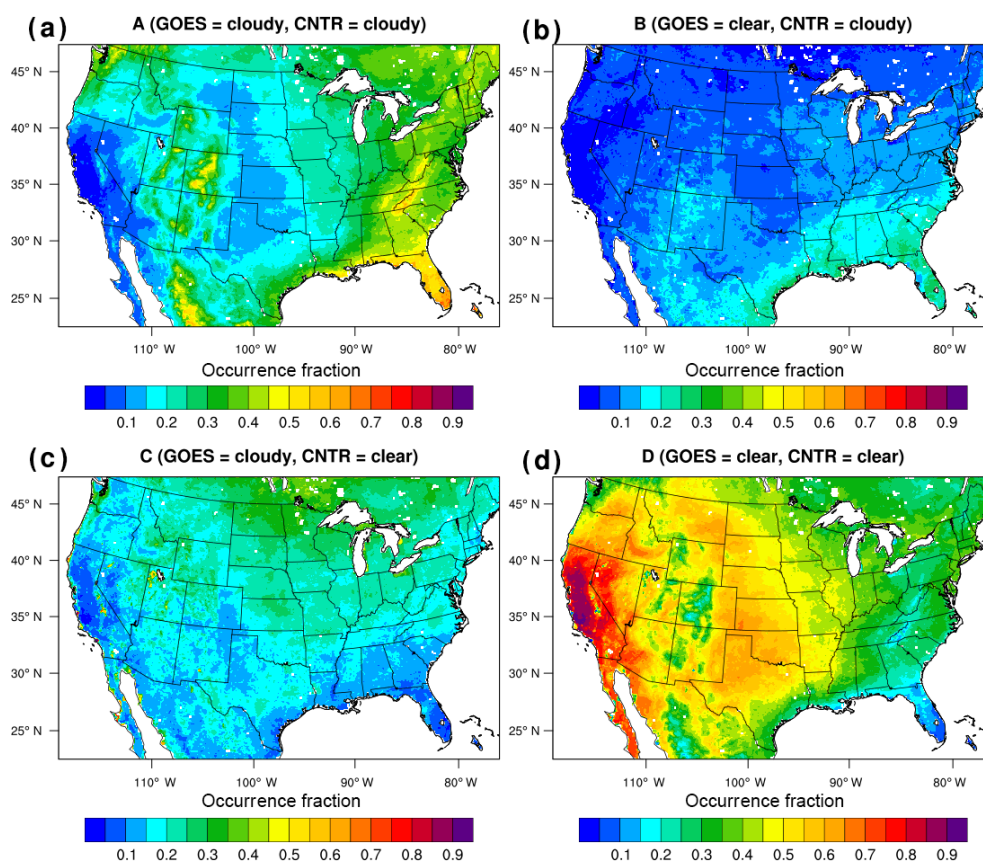 (a) A (GOES = cloudy, CNTR = cloudy)
45° N
40° N
35° N
30° N
25° N
110° W 100° W 90° W 80° W
Occurrence fraction
0.1 0.2 0.3 0.4 0.5 0.6 0.7 0.8 0.9
(b) B (GOES = clear, CNTR = cloudy)
45° N
40° N
35° N
30° N
25° N
110° W 100° W 90° W 80° W
Occurrence fraction
0.1 0.2 0.3 0.4 0.5 0.6 0.7 0.8 0.9
(c) C (GOES = cloudy, CNTR = clear)
45° N
40° N
35° N
30° N
25° N
110° W 100° W 90° W 80° W
Occurrence fraction
0.1 0.2 0.3 0.4 0.5 0.6 0.7 0.8 0.9
(d) D (GOES = clear, CNTR = clear)
45° N
40° N
35° N
30° N
25° N
110° W 100° W 90° W 80° W
Occurrence fraction
0.1 0.2 0.3 0.4 0.5 0.6 0.7 0.8 0.9